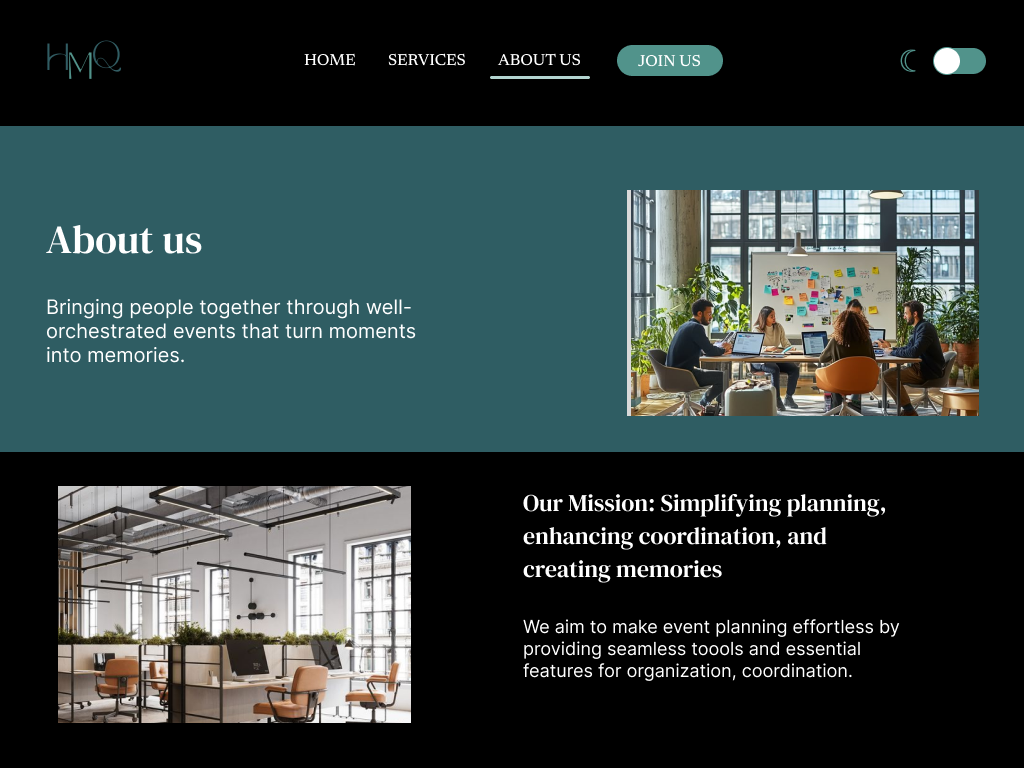 HMQ
HOME SERVICES ABOUT US JOIN US
About us
Bringing people together through well-
orchestrated events that turn moments
into memories.
Our Mission: Simplifying planning,
enhancing coordination, and
creating memories
We aim to make event planning effortless by
providing seamless toools and essential
features for organization, coordination.